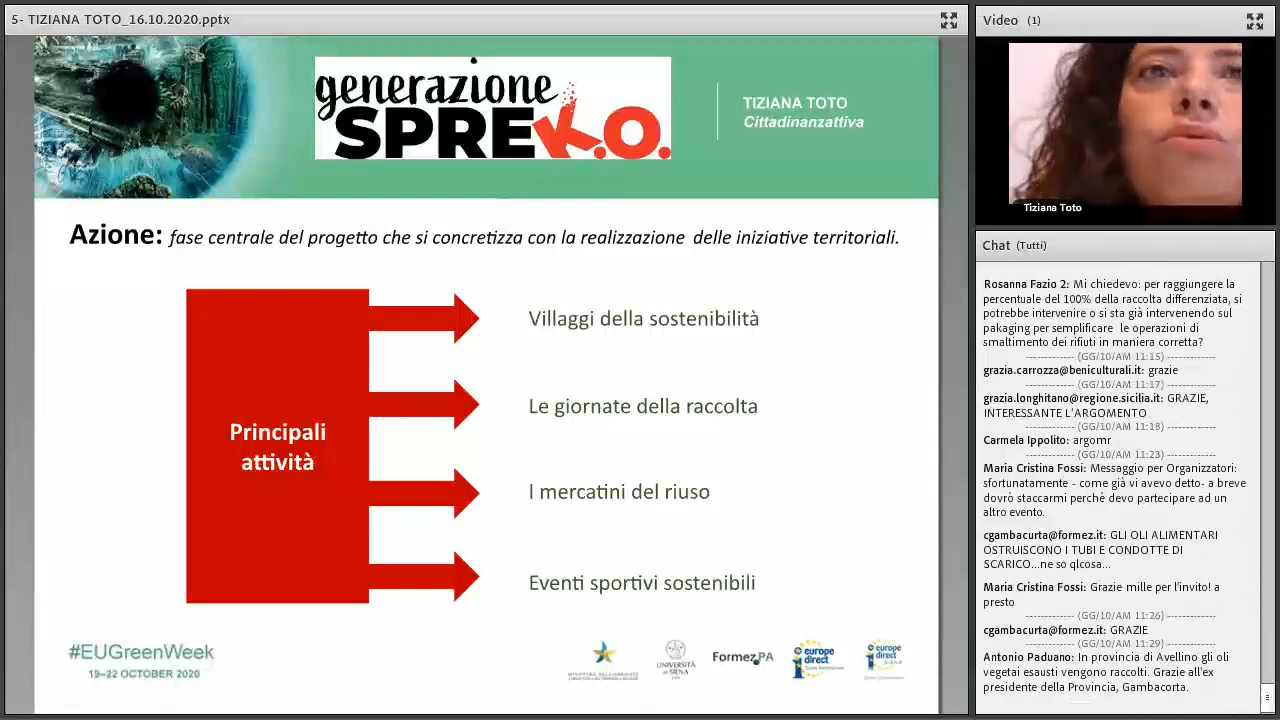 5- TIZIANA TOTO_16.10.2020.pptx
generazione
SPREK.O.
TIZIANA TOTO
Cittadinanzattiva
Azione: fase centrale del progetto che si concretizza con la realizzazione delle iniziative territoriali.
Principali
attività
Villaggi della sostenibilità
Le giornate della raccolta
I mercatini del riuso
Eventi sportivi sostenibili
#EUGreenWeek
19–22 OCTOBER 2020
UNIVERSITÀ
DI SIENA
FormezPA
europe
direct
europe
direct
SIENA
Video (1)
Tiziana Toto
Chat (Tutti)
Rosanna Fazio 2: Mi chiedevo: per raggiungere la
percentuale del 100% della raccolta differenziata, si
potrebbe intervenire o si sta già intervenendo sul
pakaging per semplificare le operazioni di
smaltimento dei rifiuti in maniera corretta?
------------ (GG/10/AM 11:15) ------------
grazia.carrozza@beniculturali.it: grazie
------------ (GG/10/AM 11:17) ------------
grazia.longhitano@regione.sicilia.it: GRAZIE,
INTERESSANTE L'ARGOMENTO
------------ (GG/10/AM 11:18) ------------
Carmela Ippolito: argomr
------------ (GG/10/AM 11:23) ------------
Maria Cristina Fossi: Messaggio per Organizzatori:
sfortunatamente - come già vi avevo detto- a breve
dovrò staccarmi perchè devo partecipare ad un
altro evento.
cgambacurta@formez.it: GLI OLI ALIMENTARI
OSTRUISCONO I TUBI E CONDOTTE DI
SCARICO...ne so qlcosa...
Maria Cristina Fossi: Grazie mille per l'invito! a
presto
------------ (GG/10/AM 11:26) ------------
cgambacurta@formez.it: GRAZIE
------------ (GG/10/AM 11:29) ------------
Antonio Paduano: In provincia di Avellino gli oli
vegetali usati vengono raccolti. Grazie all'ex
presidente della Provincia, Gambacorta.